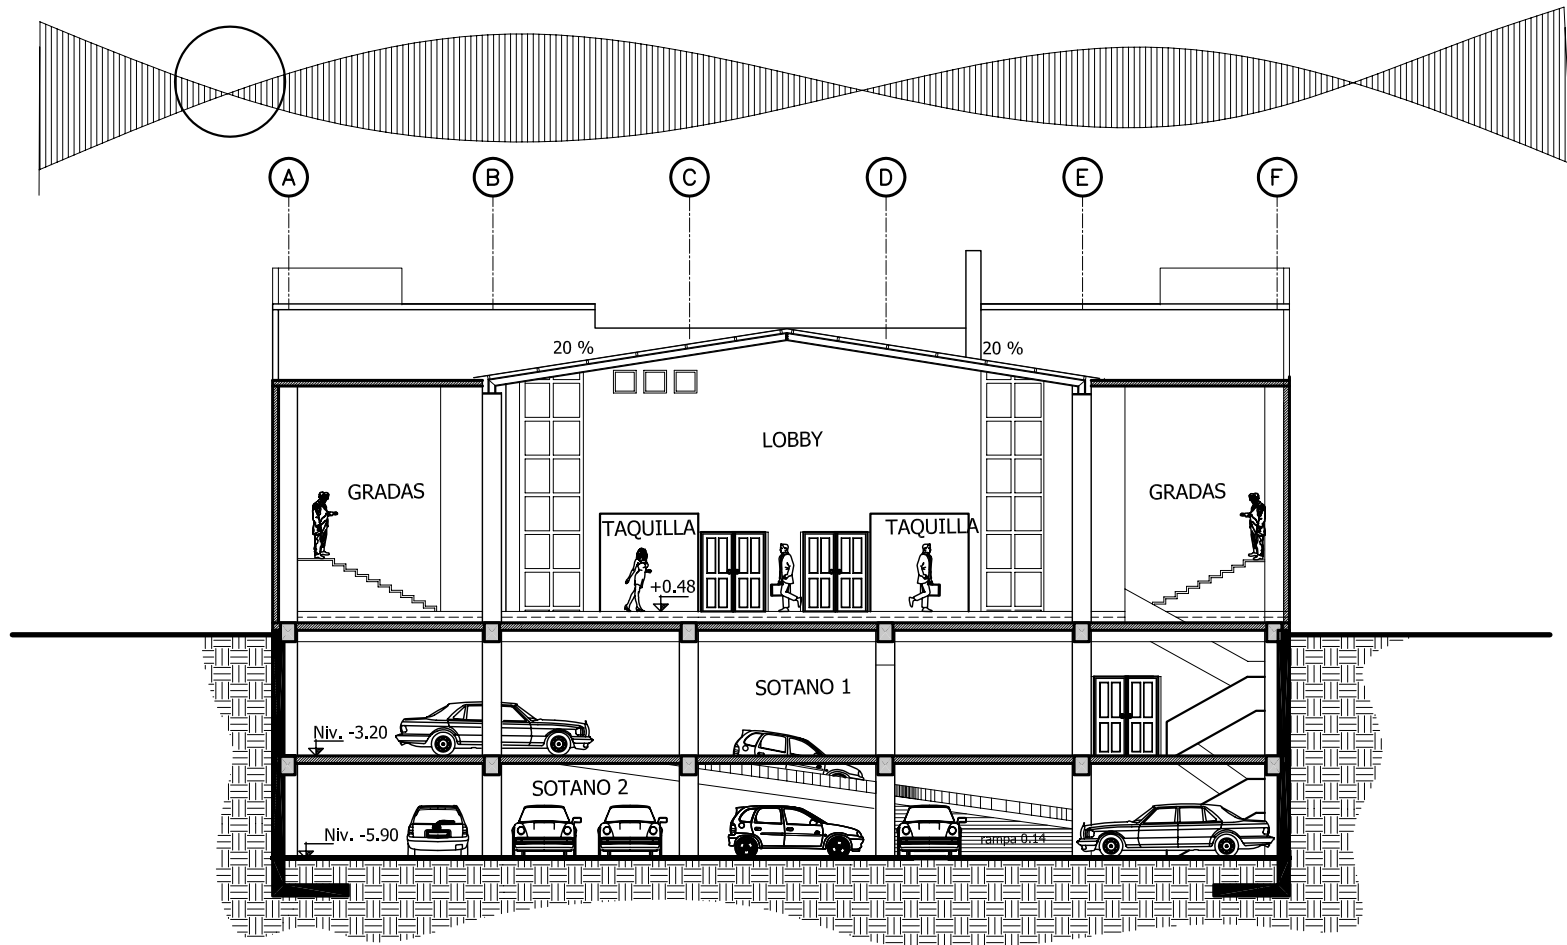 A B C D E F
20 % 20 %
LOBBY
GRADAS GRADAS
TAQUILLA TAQUILLA
+0.48
SOTANO 1
Niv. -3.20
SOTANO 2
Niv. -5.90
rampa 0.14